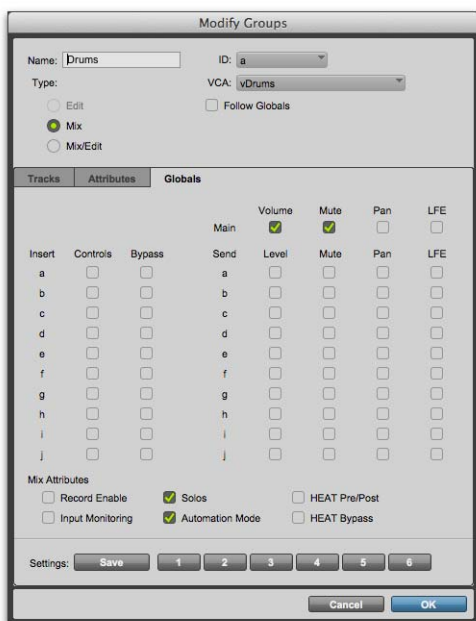 Modify Groups
Name: Drums ID: a
Type: VCA: vDrums
Edit Follow Globals
Mix
Mix/Edit
Tracks Attributes Globals
Volume Mute Pan LFE
Main
Insert Controls Bypass Send Level Mute Pan LFE
a a
b b
c c
d d
e e
f f
g g
h h
i i
j j
Mix Attributes
Record Enable Solos HEAT Pre/Post
Input Monitoring Automation Mode HEAT Bypass
Settings: Save 1 2 3 4 5 6
Cancel OK